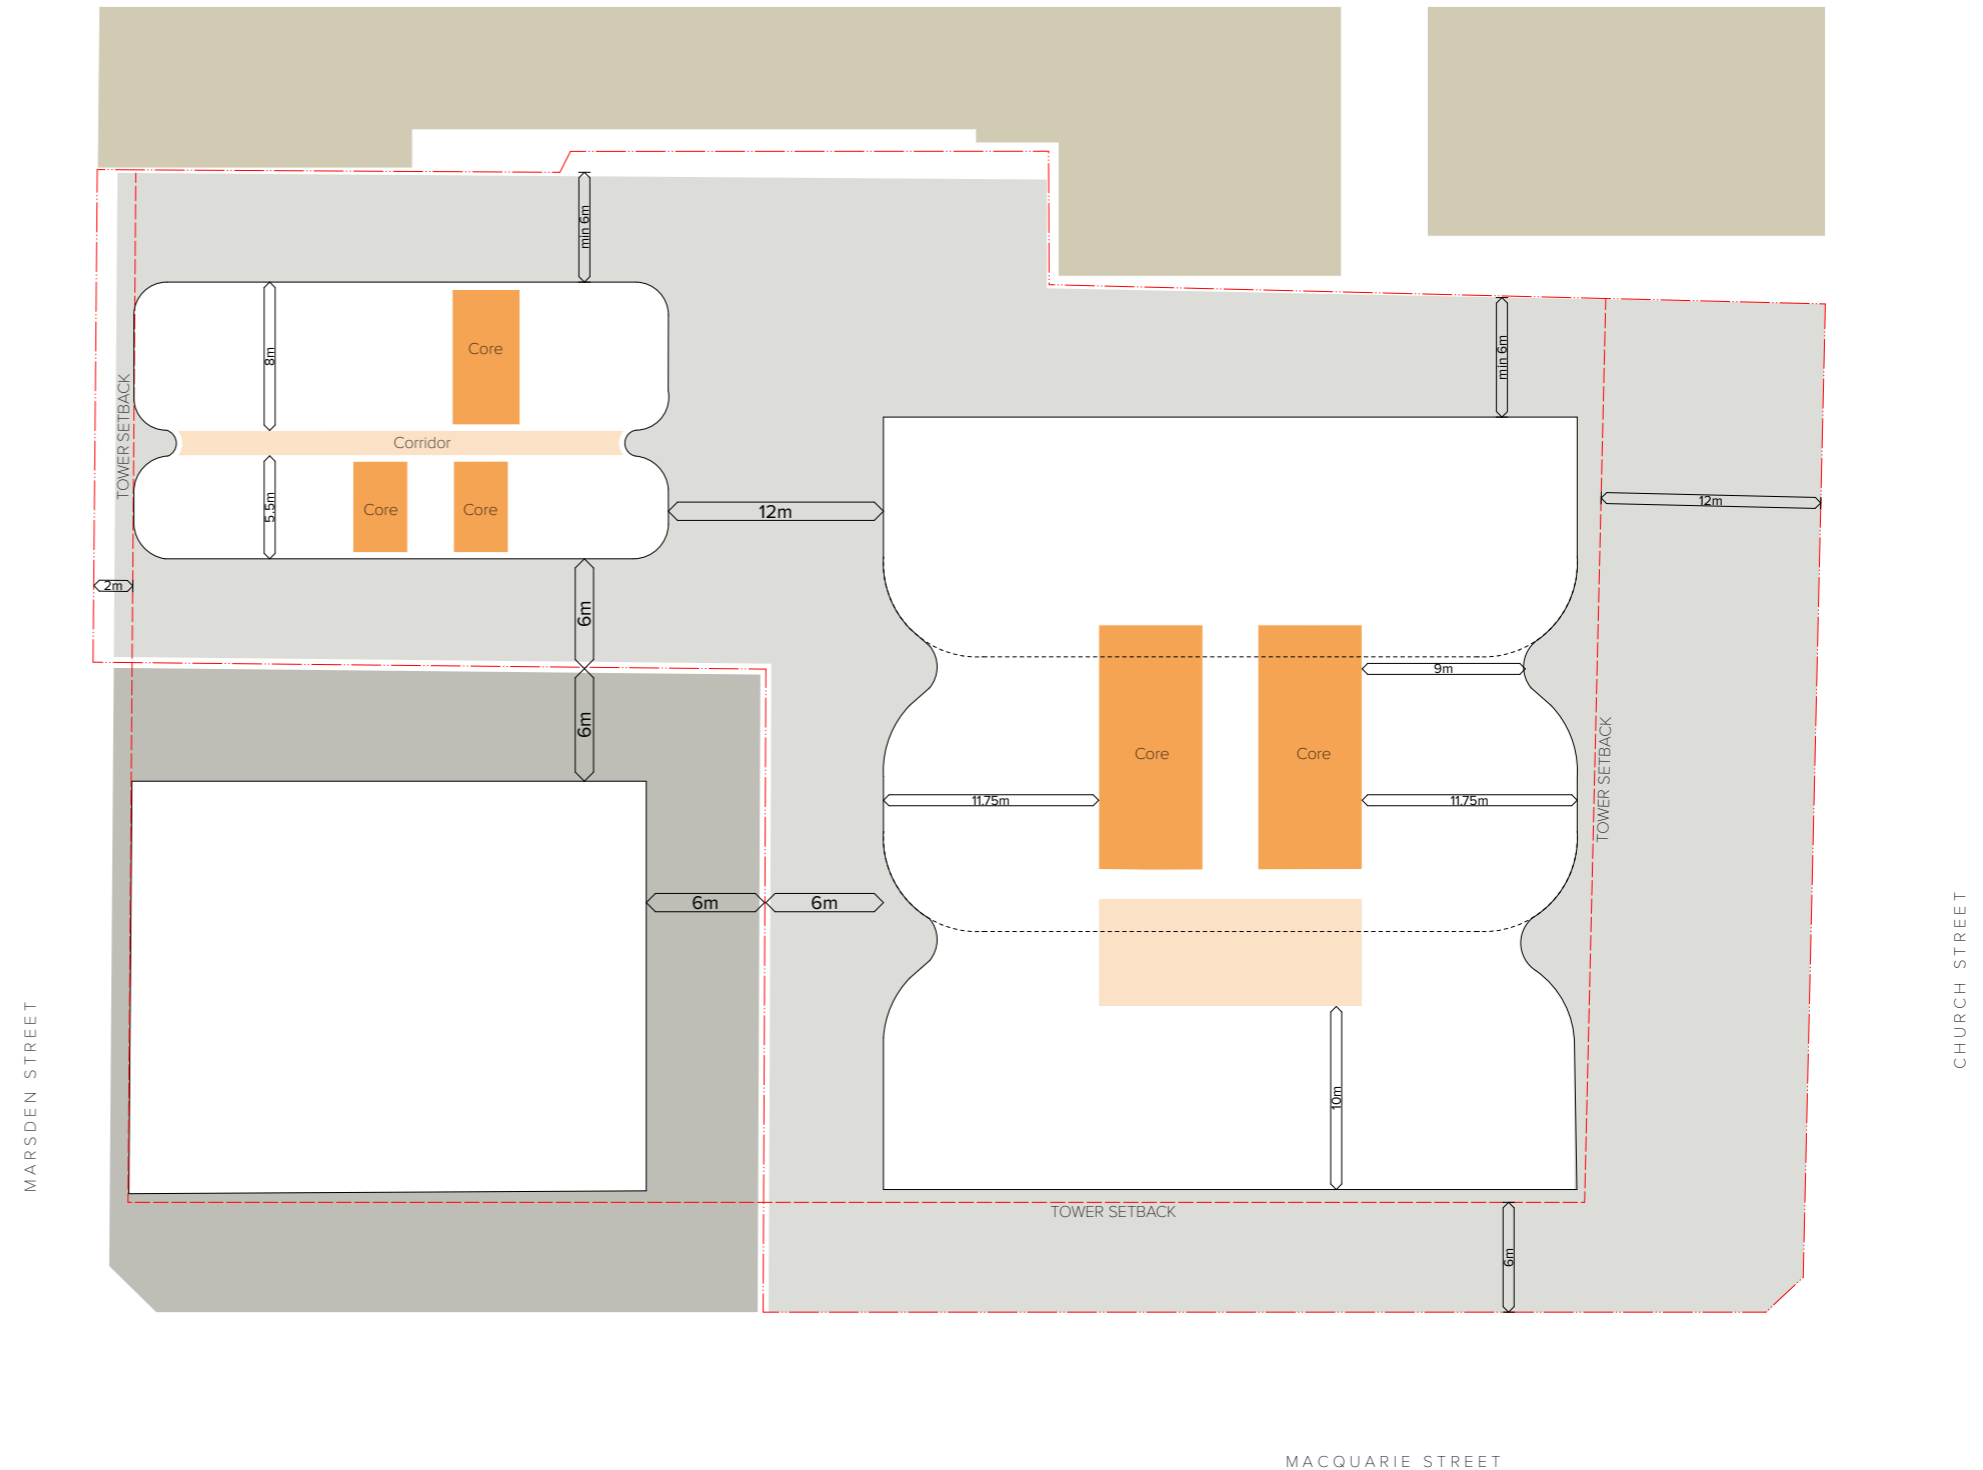 min 6m
min 6m
8m
Core
TOWER SETBACK
Corridor
5.5m
Core
Core
12m
12m
2m
6m
6m
9m
Core
Core
TOWER SETBACK
11.75m
11.75m
6m
6m
10m
TOWER SETBACK
6m
MARSDEN STREET
CHURCH STREET
MACQUARIE STREET